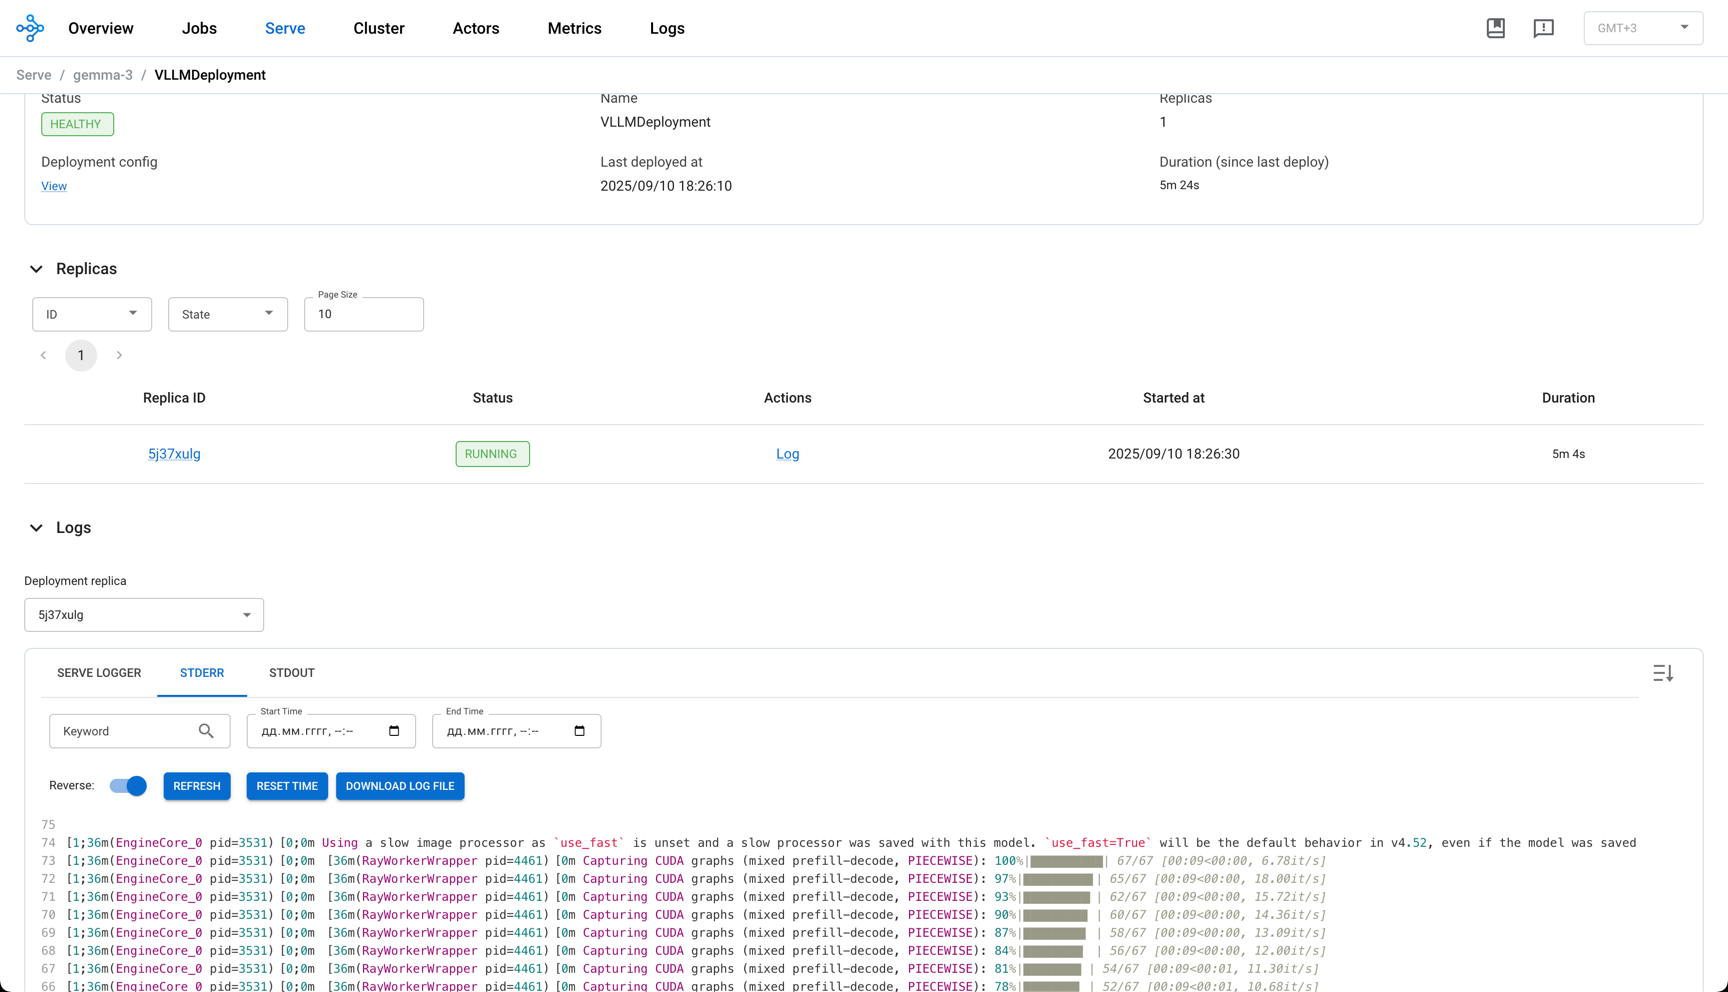 Overview Jobs Serve Cluster Actors Metrics Logs GMT+3
Serve / gemma-3 / VLLMDeployment
Status Name Replicas
HEALTHY VLLMDeployment 1
Deployment config Last deployed at Duration (since last deploy)
View 2025/09/10 18:26:10 5m 24s
Replicas
Page Size
ID State 10
1
Replica ID Status Actions Started at Duration
5j37xulg RUNNING Log 2025/09/10 18:26:30 5m 4s
Logs
Deployment replica
5j37xulg
SERVE LOGGER STDERR STDOUT
Start Time End Time
Keyword дд.мм.гггг, --:-- дд.мм.гггг, --:--
Reverse: REFRESH RESET TIME DOWNLOAD LOG FILE
75
74 [1;36m(EngineCore_0 pid=3531)[0;0m Using a slow image processor as `use_fast` is unset and a slow processor was saved with this model. `use_fast=True` will be the default behavior in v4.52, even if the model was saved
73 [1;36m(EngineCore_0 pid=3531)[0;0m [36m(RayWorkerWrapper pid=4461)[0m Capturing CUDA graphs (mixed prefill-decode, PIECEWISE): 100%|██████████| 67/67 [00:09<00:00, 6.78it/s]
72 [1;36m(EngineCore_0 pid=3531)[0;0m [36m(RayWorkerWrapper pid=4461)[0m Capturing CUDA graphs (mixed prefill-decode, PIECEWISE): 97%|█████████▋| 65/67 [00:09<00:00, 18.00it/s]
71 [1;36m(EngineCore_0 pid=3531)[0;0m [36m(RayWorkerWrapper pid=4461)[0m Capturing CUDA graphs (mixed prefill-decode, PIECEWISE): 93%|█████████▎| 62/67 [00:09<00:00, 15.72it/s]
70 [1;36m(EngineCore_0 pid=3531)[0;0m [36m(RayWorkerWrapper pid=4461)[0m Capturing CUDA graphs (mixed prefill-decode, PIECEWISE): 90%|████████▉ | 60/67 [00:09<00:00, 14.36it/s]
69 [1;36m(EngineCore_0 pid=3531)[0;0m [36m(RayWorkerWrapper pid=4461)[0m Capturing CUDA graphs (mixed prefill-decode, PIECEWISE): 87%|████████▋ | 58/67 [00:09<00:00, 13.09it/s]
68 [1;36m(EngineCore_0 pid=3531)[0;0m [36m(RayWorkerWrapper pid=4461)[0m Capturing CUDA graphs (mixed prefill-decode, PIECEWISE): 84%|████████▎ | 56/67 [00:09<00:00, 12.00it/s]
67 [1;36m(EngineCore_0 pid=3531)[0;0m [36m(RayWorkerWrapper pid=4461)[0m Capturing CUDA graphs (mixed prefill-decode, PIECEWISE): 81%|████████ | 54/67 [00:09<00:01, 11.30it/s]
66 [1;36m(EngineCore_0 pid=3531)[0;0m [36m(RayWorkerWrapper pid=4461)[0m Capturing CUDA graphs (mixed prefill-decode, PIECEWISE): 78%|███████▊ | 52/67 [00:09<00:01, 10.68it/s]